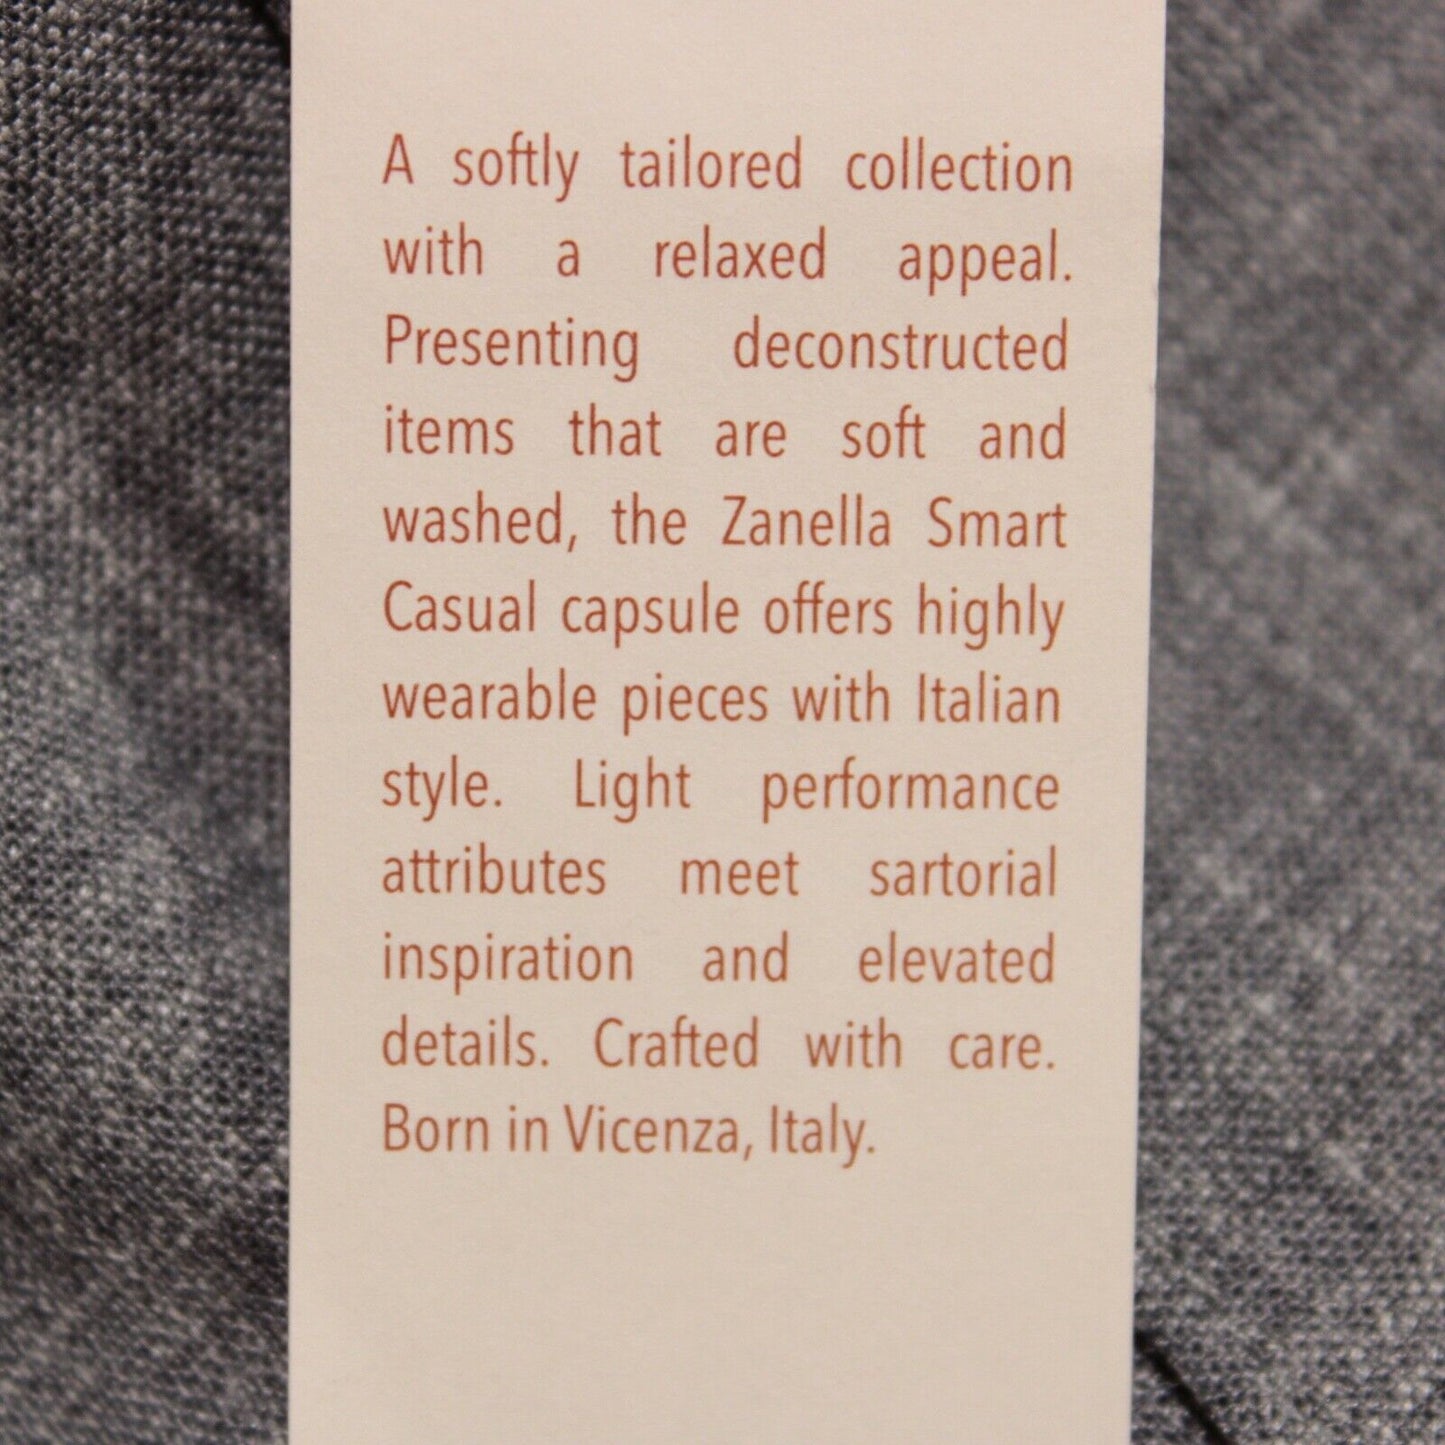 A softly tailored collection
with a relaxed appeal.
Presenting deconstructed
items that are soft and
washed, the Zanella Smart
Casual capsule offers highly
wearable pieces with Italian
style. Light performance
attributes meet sartorial
inspiration and elevated
details. Crafted with care.
Born in Vicenza, Italy.